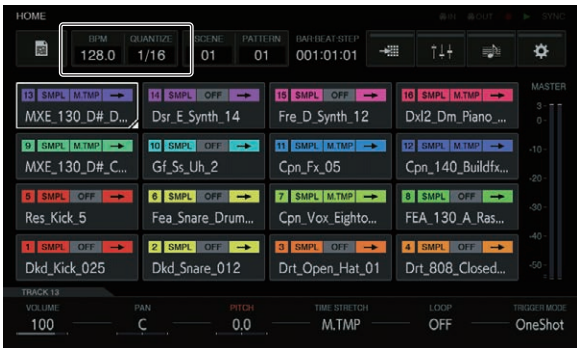 HOME
IN OUT SYNC
BPM QUANTIZE SCENE PATTERN BAR:BEAT:STEP
128.0 1/16 01 01 001:01:01
MASTER
13 SMPL M.TMP 14 SMPL OFF 15 SMPL OFF 16 SMPL M.TMP
MXE_130_D#_D... Dsr_E_Synth_14 Fre_D_Synth_12 Dxl2_Dm_Piano_...
3
0
9 SMPL M.TMP 10 SMPL OFF 11 SMPL M.TMP 12 SMPL M.TMP
MXE_130_D#_C... Gf_Ss_Uh_2 Cpn_Fx_05 Cpn_140_Buildfx...
-10
-20
5 SMPL OFF 6 SMPL OFF 7 SMPL M.TMP 8 SMPL OFF
Res_Kick_5 Fea_Snare_Drum... Cpn_Vox_Eighto... FEA_130_A_Ras...
-30
1 SMPL OFF 2 SMPL OFF 3 SMPL OFF 4 SMPL OFF
Dkd_Kick_025 Dkd_Snare_012 Drt_Open_Hat_01 Drt_808_Closed...
-40
-50
TRACK 13
VOLUME PAN PITCH TIME STRETCH LOOP TRIGGER MODE
100 C 0.0 M.TMP OFF OneShot